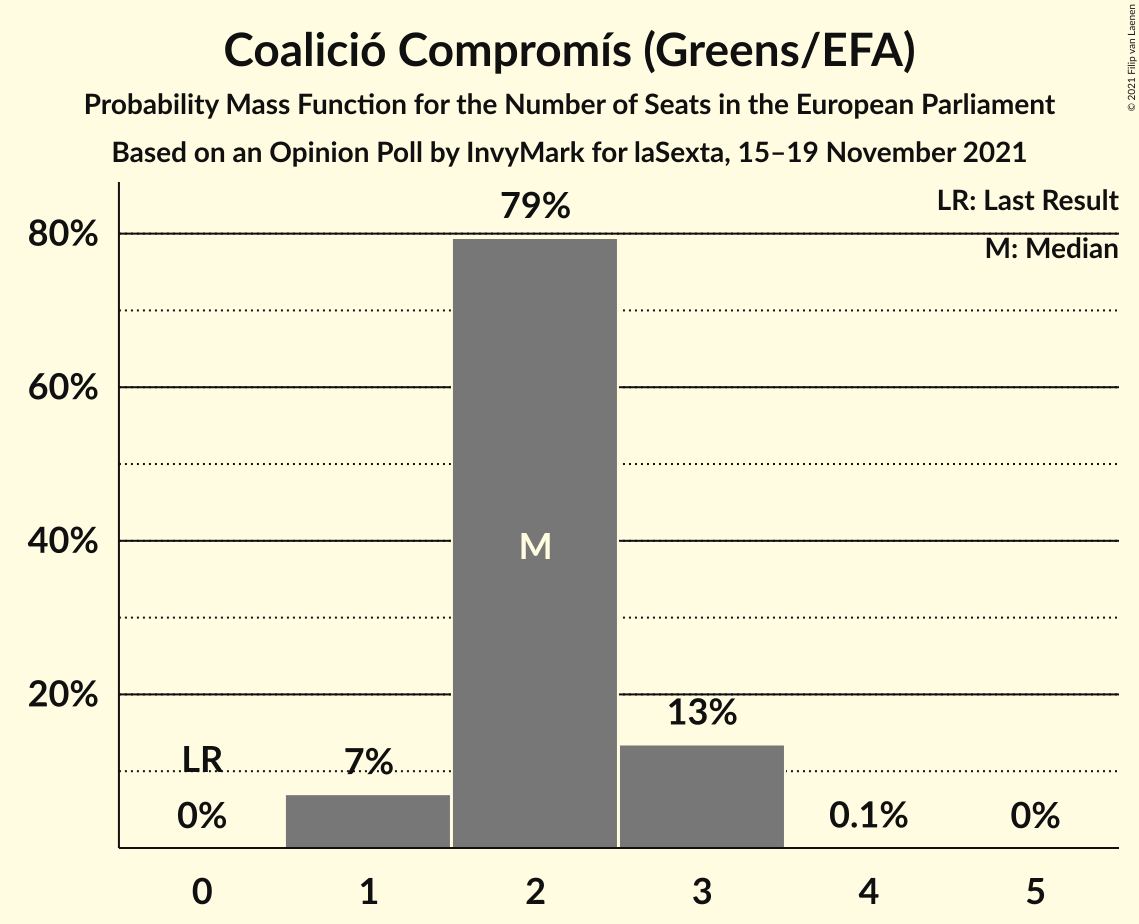 Coalició Compromís (Greens/EFA)
Probability Mass Function for the Number of Seats in the European Parliament
Based on an Opinion Poll by InvyMark for laSexta, 15–19 November 2021
© 2021 Filip van Laenen
LR: Last Result
M: Median
79%
80%
60%
40%
M
20%
13%
LR
7%
0%
0.1%
0%
0 1 2 3 4 5